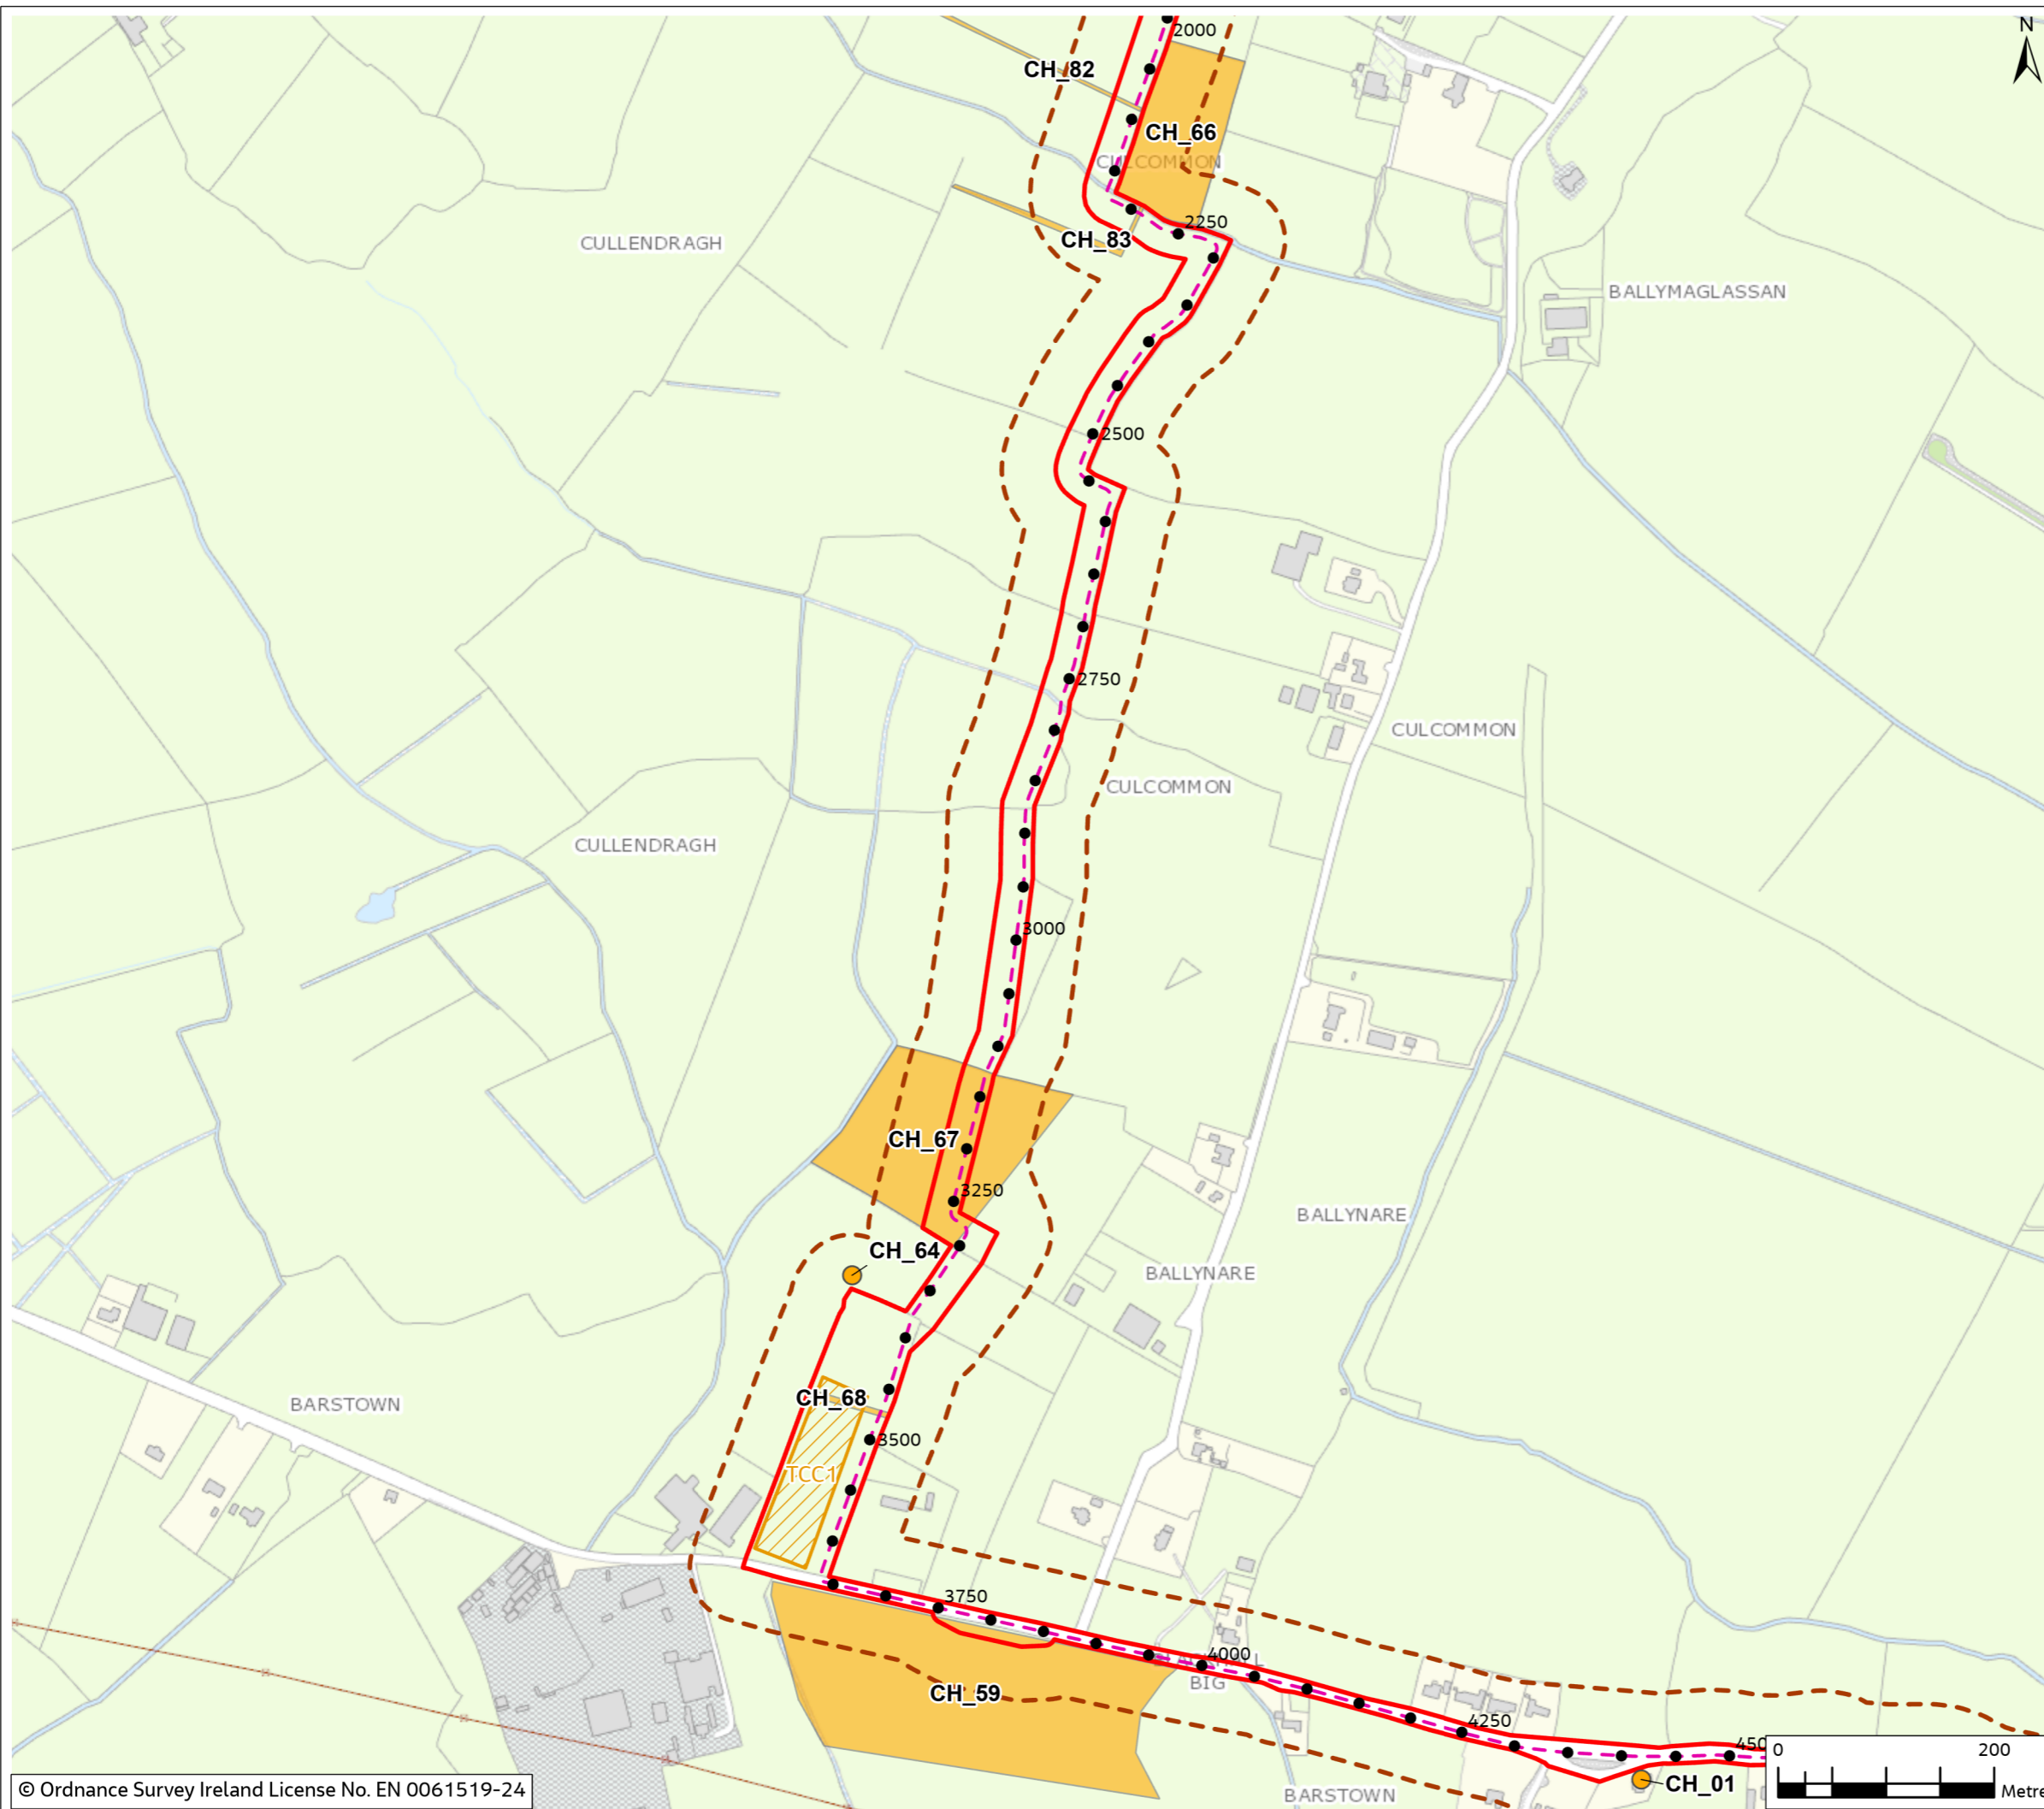 N
2000
CH_82
CH_66
CULCOMMON
2250
CH_83
CULLENDRAGH
BALLYMAGLASSAN
2500
2750
CULCOMMON
CULCOMMON
CULLENDRAGH
3000
CH_67
3250
BALLYNARE
CH_64
BALLYNARE
CH_68
BARSTOWN
3500
TCC1
3750
4000
BIG
CH_59
4250
450
0 200
Metre
CH_01
BARSTOWN
© Ordnance Survey Ireland License No. EN 0061519-24